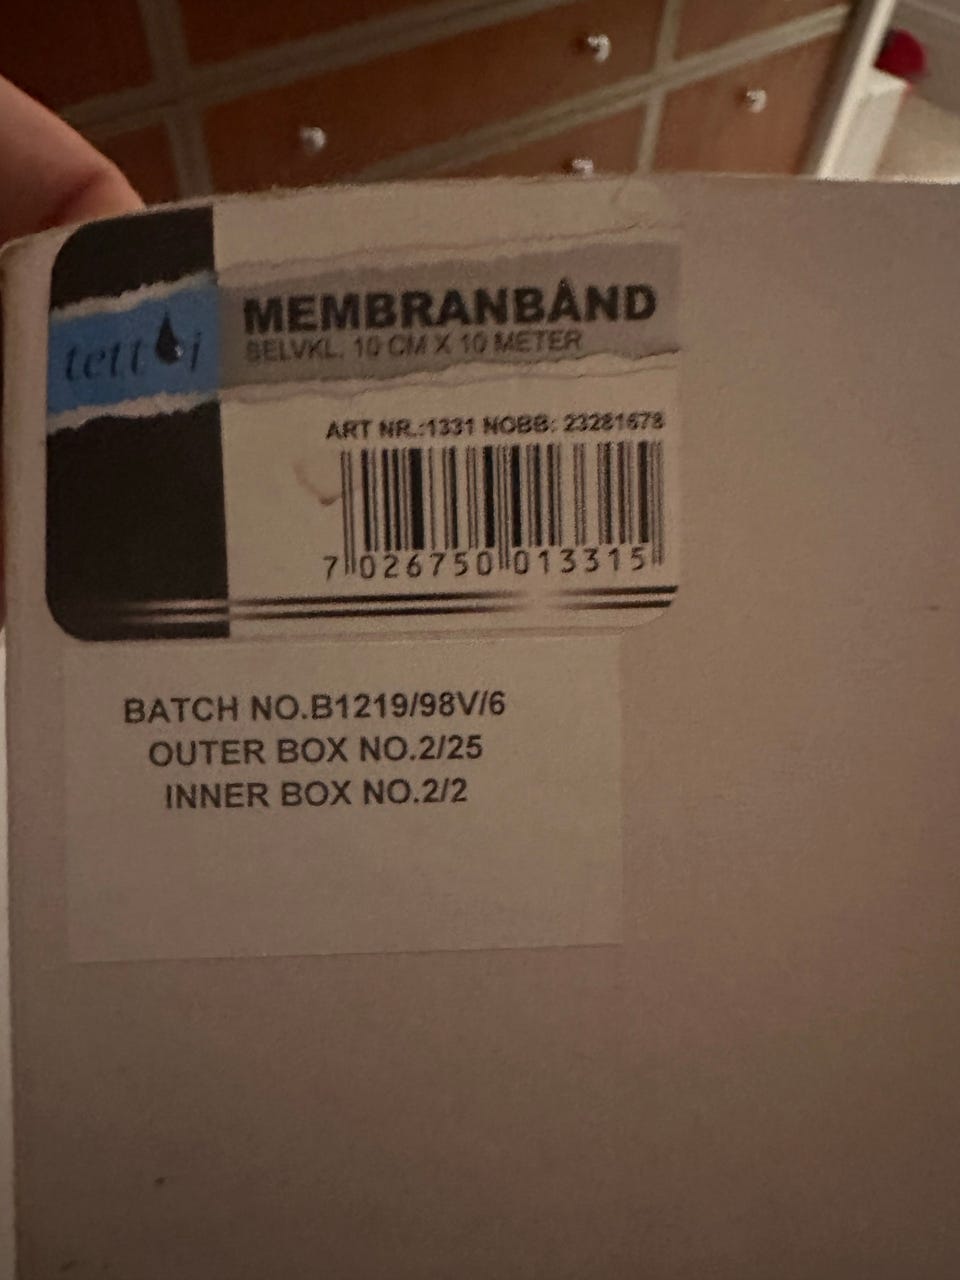 MEMBRANBÅND
SELVKL. 10 CM X 10 METER
tett i
ART NR.:1331 NOBB: 23281678
7 026750 013315
BATCH NO.B1219/98V/6
OUTER BOX NO.2/25
INNER BOX NO.2/2